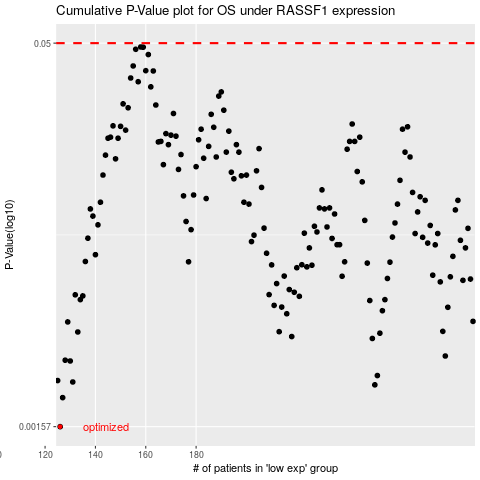 Cumulative P-Value plot for OS under RASSF1 expression
0.05
P-Value(log10)
0.00157
optimized
0
120
140
160
180
# of patients in 'low exp' group